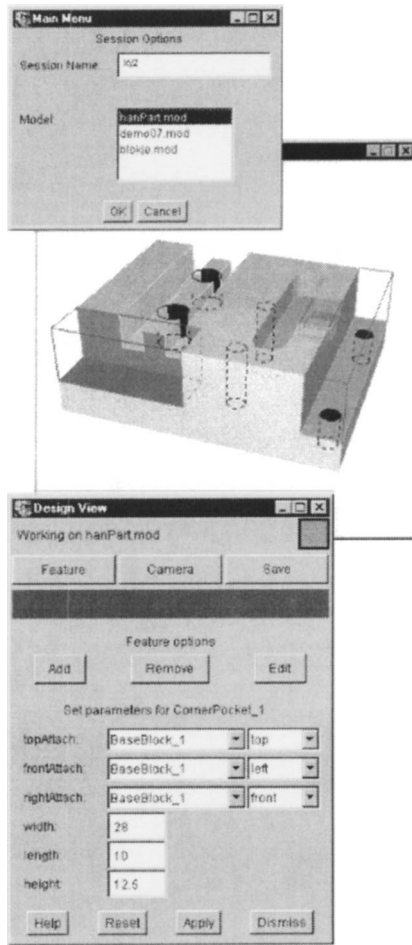 Main Menu
Session Options
Session Name: xyz
Model: hanPart.mod
demo07.mod
blokje.mod
OK Cancel
Design View
Working on hanPart.mod
Feature Camera Save
Feature options
Add Remove Edit
Set parameters for CornerPocket_1
topAttach: BaseBlock_1 top
frontAttach: BaseBlock_1 left
rightAttach: BaseBlock_1 front
width: 28
length: 10
height: 12.5
Help Reset Apply Dismiss